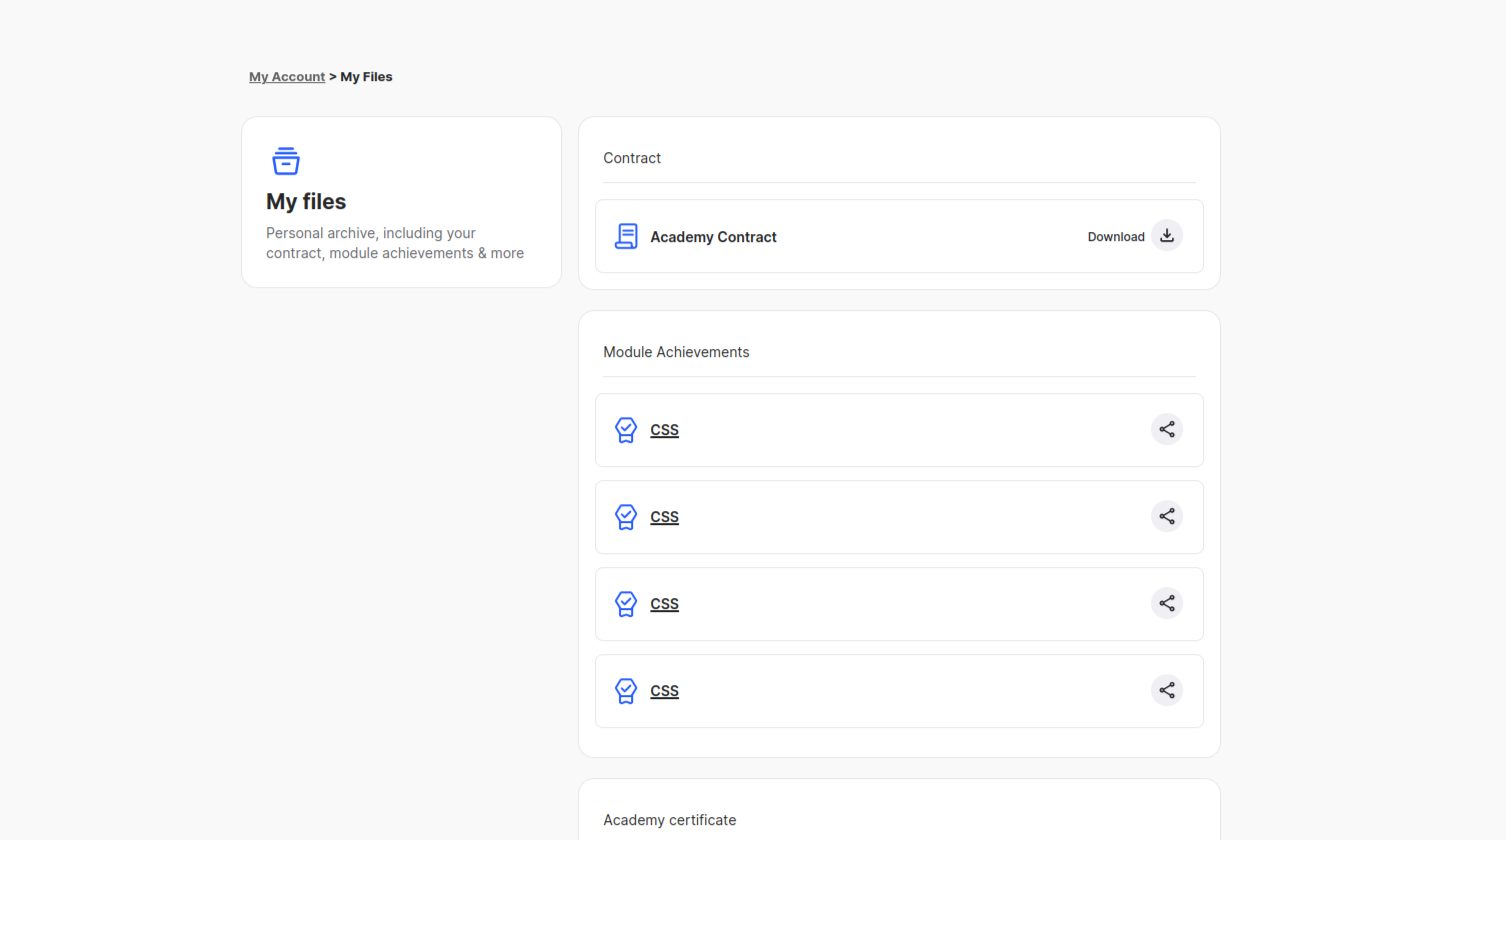 My Account > My Files
My files
Personal archive, including your
contract, module achievements & more
Contract
Academy Contract
Download
Module Achievements
CSS
CSS
CSS
CSS
Academy certificate